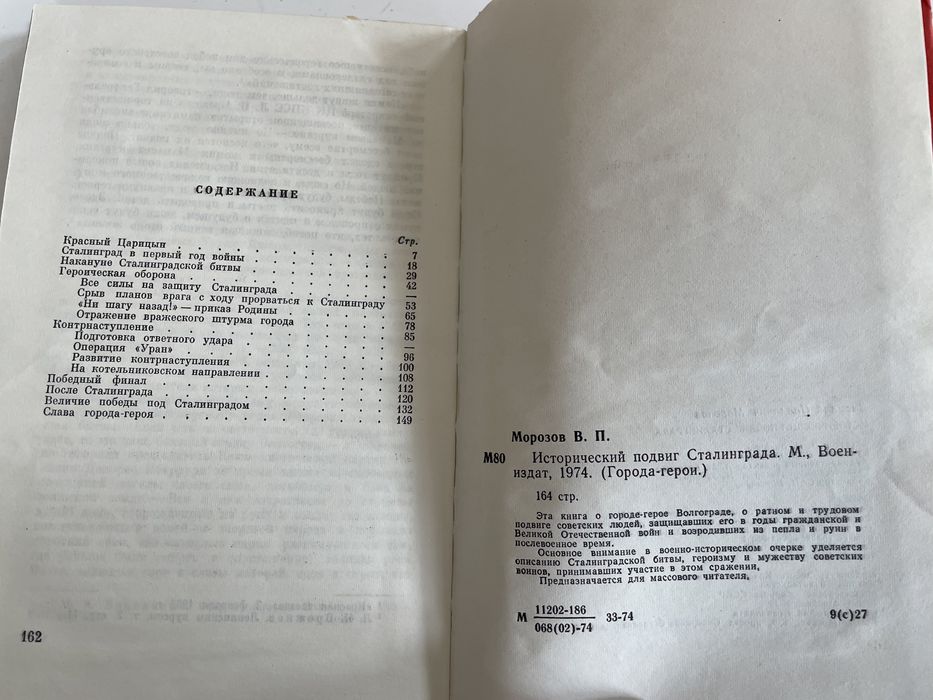 СОДЕРЖАНИЕ
Стр.
Красный Царицын . . . . . . . . . 7
Сталинград в первый год войны . . . . . . . 18
Накануне Сталинградской битвы . . . . . . . 29
Героическая оборона . . . . . . . . . 42
Все силы на защиту Сталинграда . . . . . . —
Срыв планов врага с ходу прорваться к Сталинграду 53
«Ни шагу назад!» — приказ Родины . . . . . 65
Отражение вражеского штурма города . . . . . 78
Контрнаступление . . . . . . . . . 85
Подготовка ответного удара . . . . . . . —
Операция «Уран» . . . . . . . . . 96
Развитие контрнаступления . . . . . . . 100
На котельниковском направлении . . . . . . 108
Победный финал . . . . . . . . . 112
После Сталинграда . . . . . . . . . 120
Величие победы под Сталинградом . . . . . . 132
Слава города-героя . . . . . . . . . 149
162
Морозов В. П.
М80 Исторический подвиг Сталинграда. М., Воен-
издат, 1974. (Города-герои.)
164 стр.
Эта книга о городе-герое Волгограде, о ратном и трудовом
подвиге советских людей, защищавших его в годы гражданской и
Великой Отечественной войн и возродивших из пепла и руин в
послевоенное время.
Основное внимание в военно-историческом очерке уделяется
описанию Сталинградской битвы, героизму и мужеству советских
воинов, принимавших участие в этом сражении.
Предназначается для массового читателя.
М 11202-186
068(02)-74 33-74 9(с)27